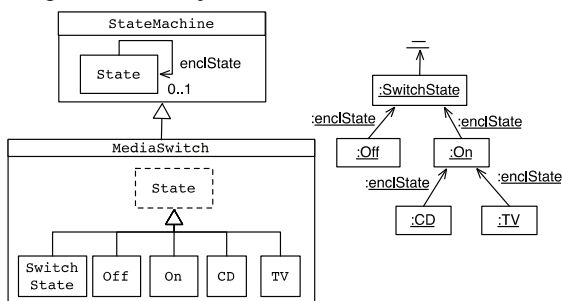 StateMachine
State
enclState
0..1
MediaSwitch
State
Switch
State
Off
On
CD
TV
:SwitchState
:enclState
:enclState
:Off
:On
:enclState
:enclState
:CD
:TV